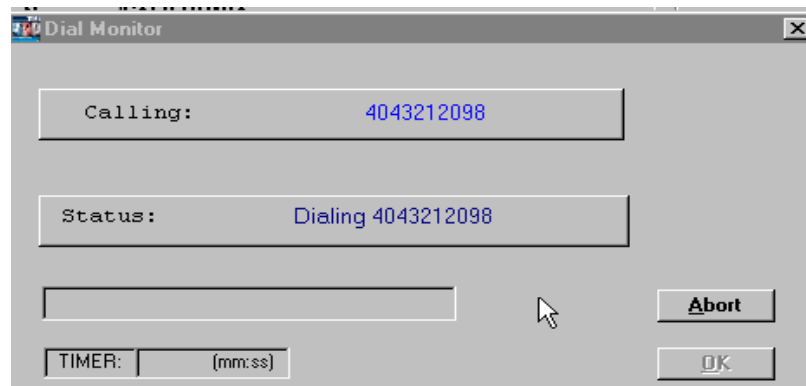 Dial Monitor
Calling: 4043212098
Status: Dialing 4043212098
Abort
TIMER: (mm:ss)
OK